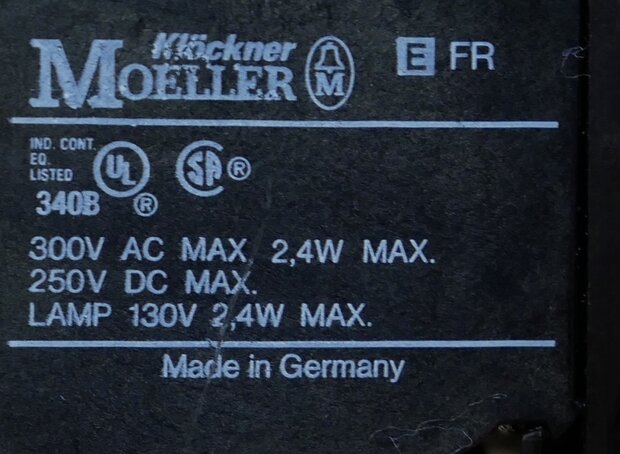 Klöckner
MOELLER M E FR
IND. CONT.
EQ.
LISTED UL ® SA ®
340B
300V AC MAX. 2,4W MAX.
250V DC MAX.
LAMP 130V 2,4W MAX.
Made in Germany